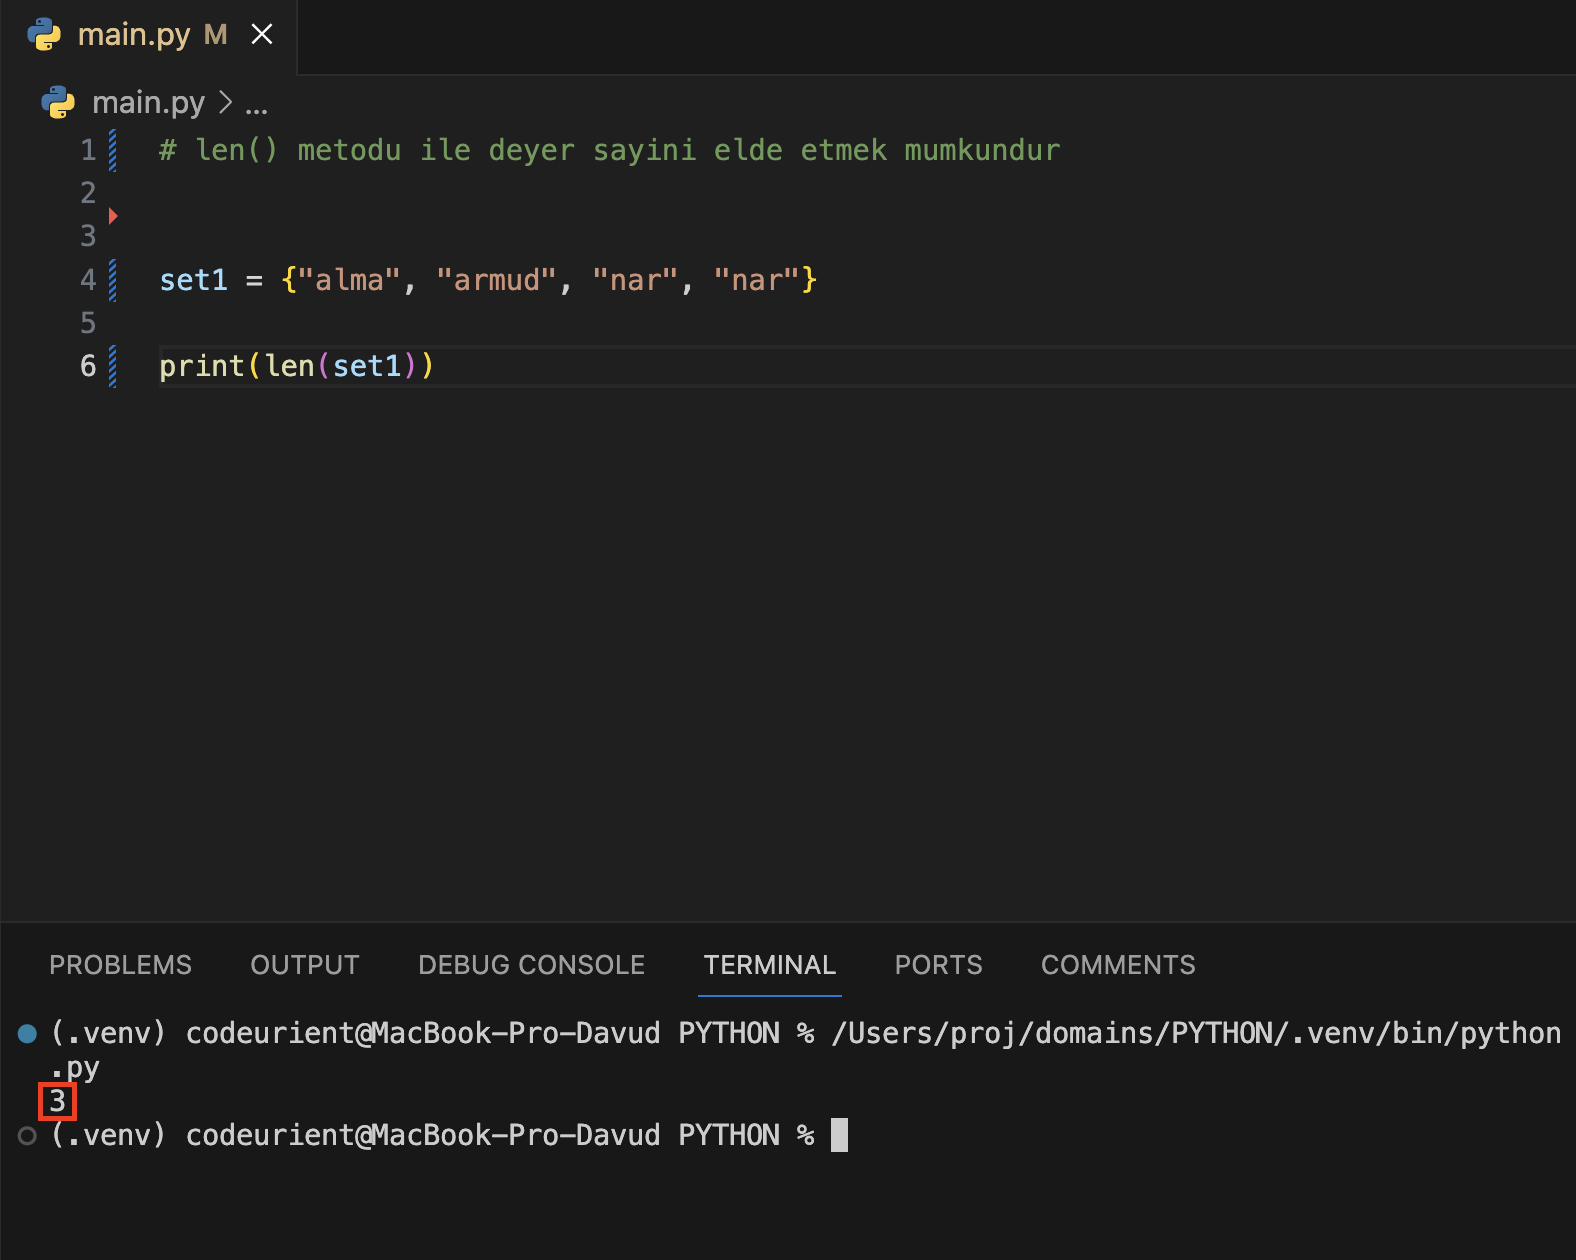 main.py M
main.py > ...
1 # len() metodu ile deyer sayini elde etmek mumkundur
2
3
4 set1 = {"alma", "armud", "nar", "nar"}
5
6 print(len(set1))
PROBLEMS OUTPUT DEBUG CONSOLE TERMINAL PORTS COMMENTS
(.venv) codeurient@MacBook-Pro-Davud PYTHON % /Users/proj/domains/PYTHON/.venv/bin/python
.py
3
(.venv) codeurient@MacBook-Pro-Davud PYTHON %